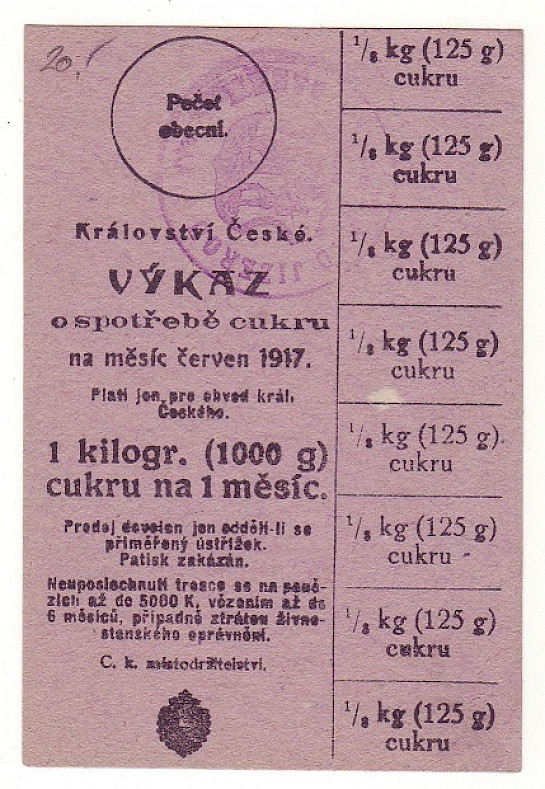 20,-
Pečeť
obecní.
Království České.
VÝKAZ
o spotřebě cukru
na měsíc červen 1917.
Platí jen pro obvod král.
Českého.
1 kilogr. (1000 g)
cukru na 1 měsíc.
Prodej dovolen jen oddělí-li se
přiměřený ústřižek.
Patisk zakázán.
Neuposlechnutí tresce se na peně-
zích až do 5000 K, vězením až do
6 měsíců, případně ztrátou živno-
stenského oprávnění.
C. k. místodržitelství.
1/8 kg (125 g)
cukru
1/8 kg (125 g)
cukru
1/8 kg (125 g)
cukru
1/8 kg (125 g)
cukru
1/8 kg (125 g)
cukru
1/8 kg (125 g)
cukru
1/8 kg (125 g)
cukru
1/8 kg (125 g)
cukru